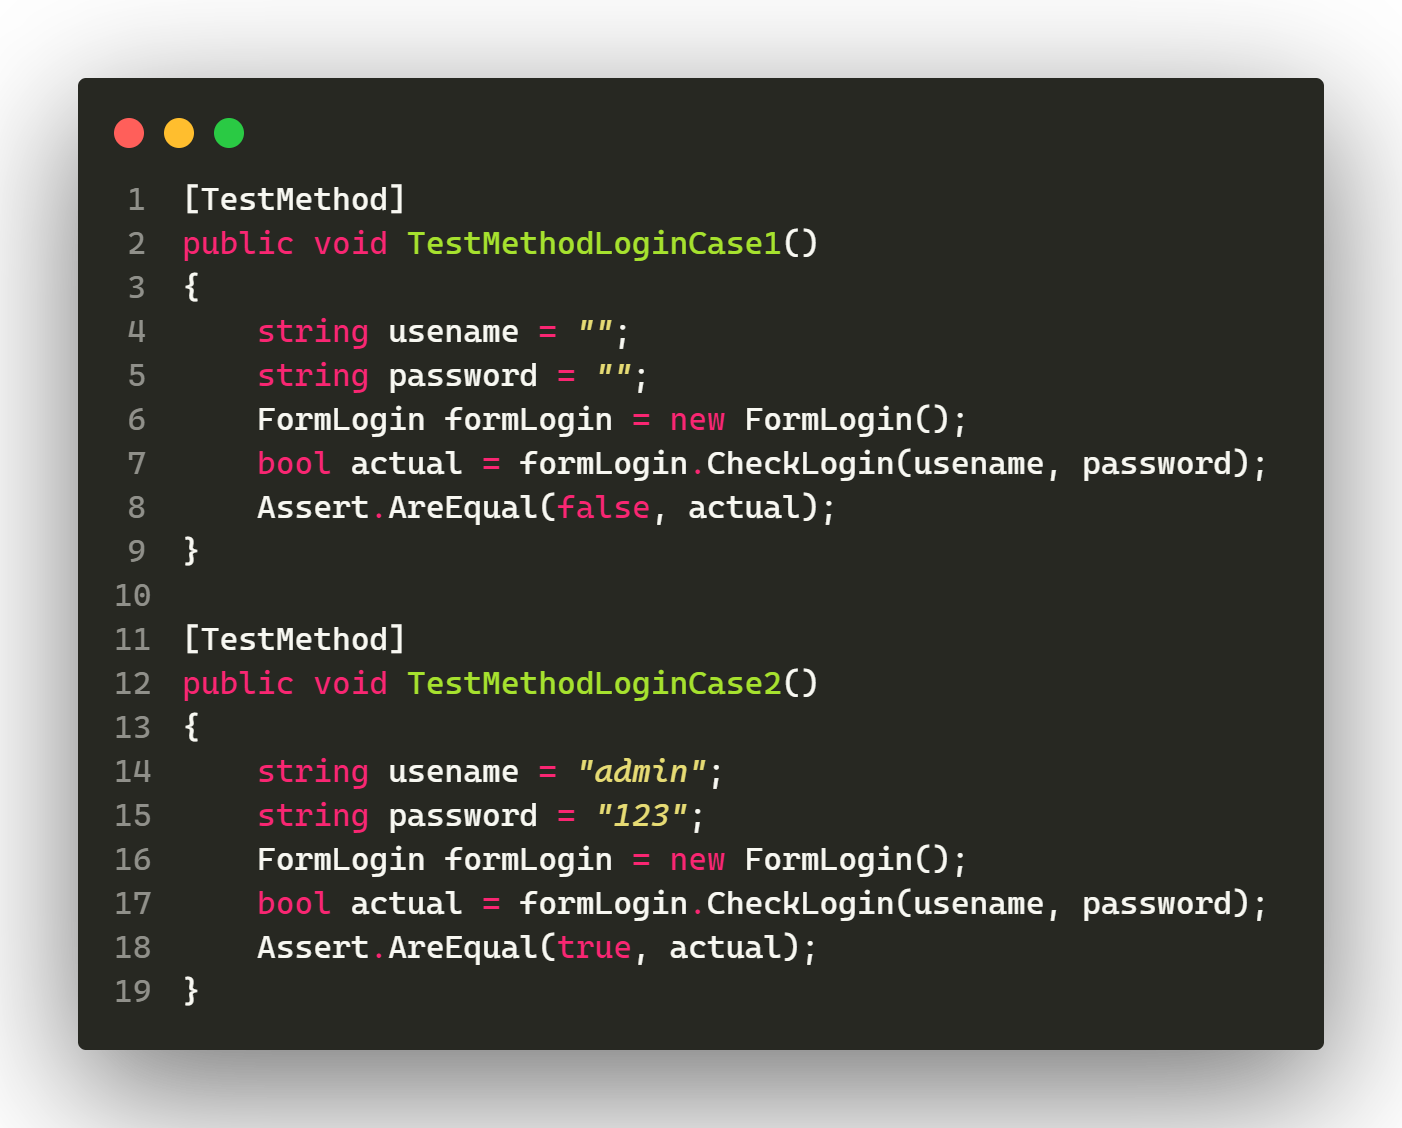 1 [TestMethod]
2 public void TestMethodLoginCase1()
3 {
4     string usename = "";
5     string password = "";
6     FormLogin formLogin = new FormLogin();
7     bool actual = formLogin.CheckLogin(usename, password);
8     Assert.AreEqual(false, actual);
9 }
10
11 [TestMethod]
12 public void TestMethodLoginCase2()
13 {
14     string usename = "admin";
15     string password = "123";
16     FormLogin formLogin = new FormLogin();
17     bool actual = formLogin.CheckLogin(usename, password);
18     Assert.AreEqual(true, actual);
19 }